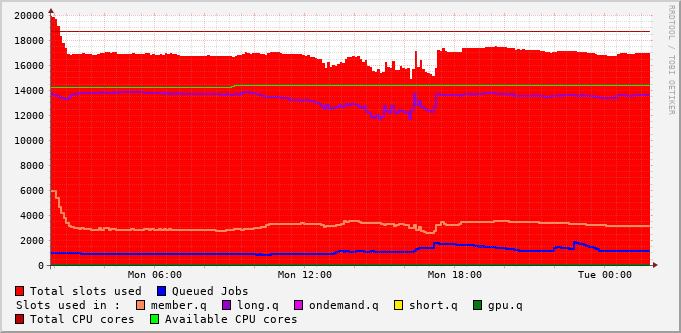 20000
18000
16000
14000
12000
10000
8000
6000
4000
2000
0
Mon 06:00 Mon 12:00 Mon 18:00 Tue 00:00
RRDTOOL / TOBI OETIKER
Total slots used Queued Jobs
Slots used in : member.q long.q ondemand.q short.q gpu.q
Total CPU cores Available CPU cores